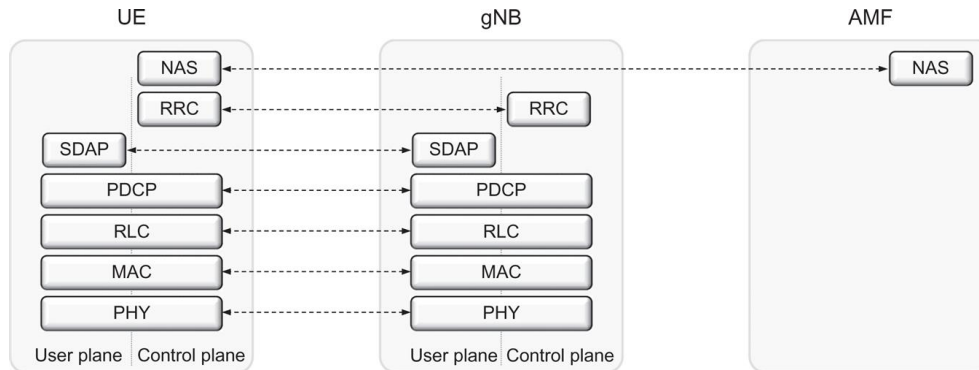 UE gNB AMF
NAS NAS
RRC RRC
SDAP SDAP
PDCP PDCP
RLC RLC
MAC MAC
PHY PHY
User plane Control plane User plane Control plane